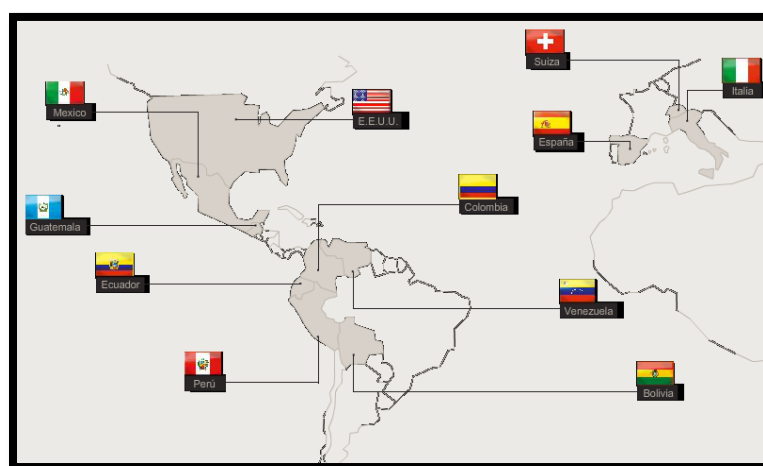 Suiza
Italia
Mexico
E.E.U.U.
España
Colombia
Guatemala
Ecuador
Venezuela
Perú
Bolivia